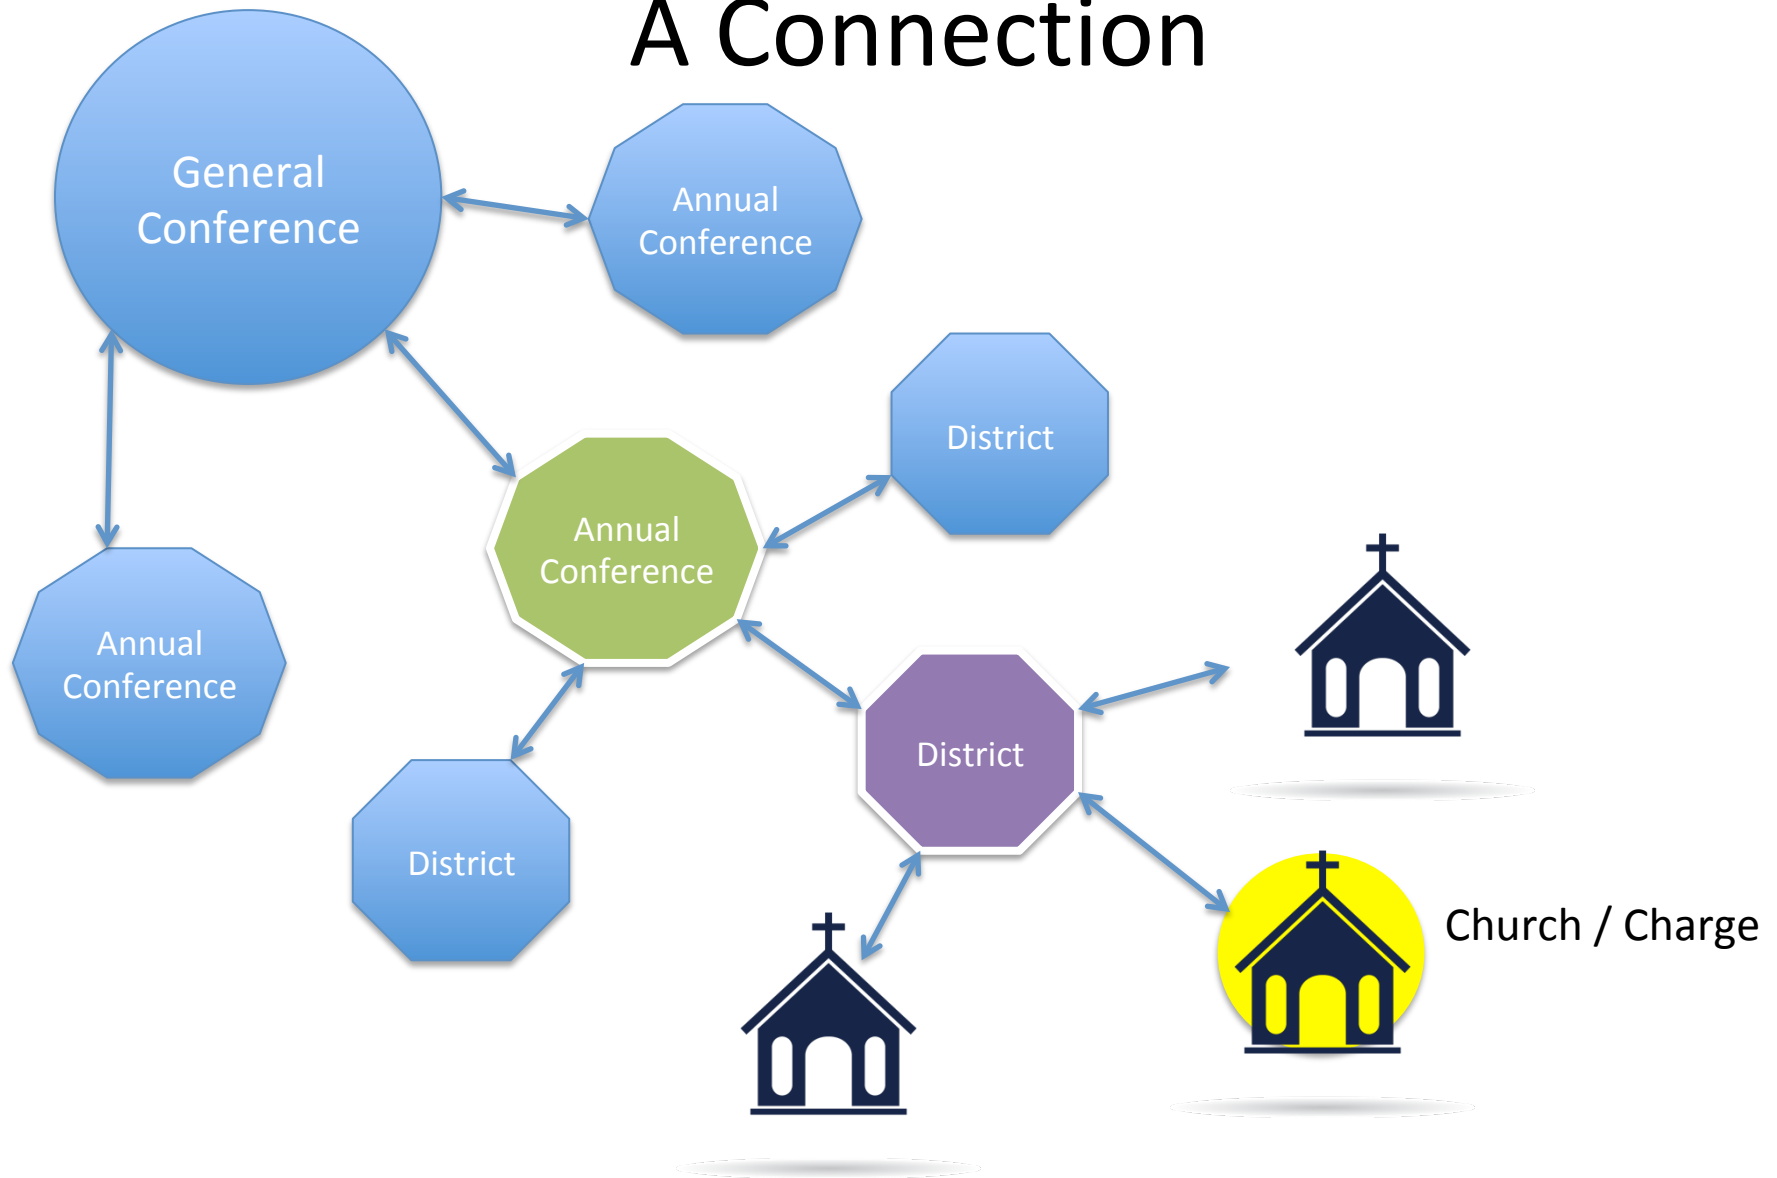 A Connection
General
Conference
Annual
Conference
District
Annual
Conference
Annual
Conference
District
District
Church / Charge